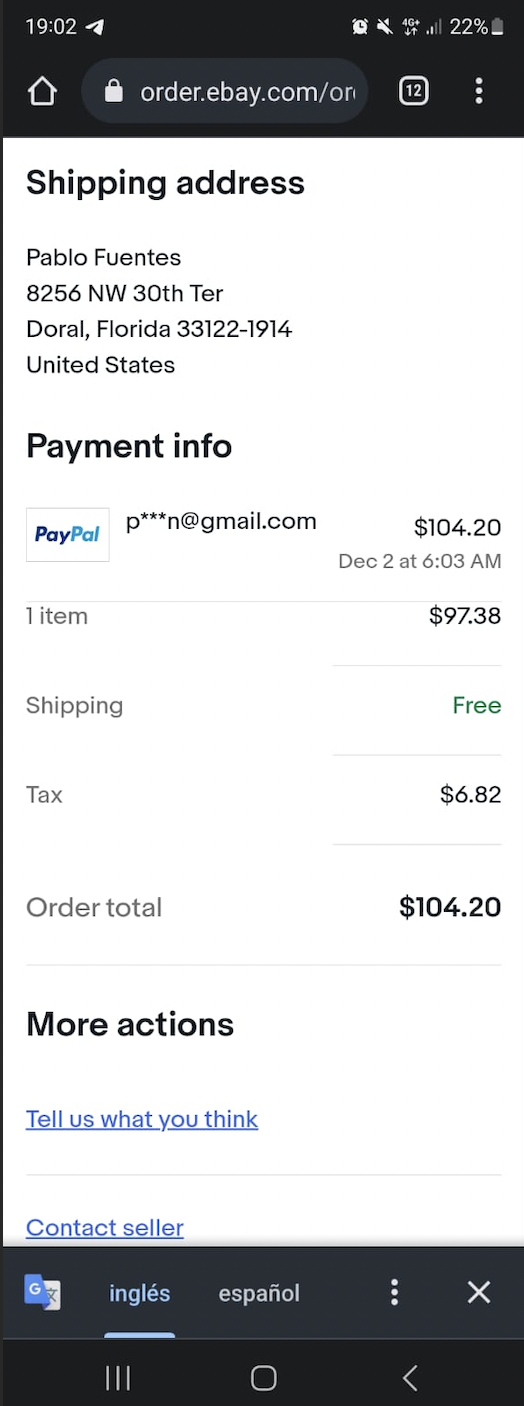 19:02 4G+ 22%
order.ebay.com/or 12
Shipping address
Pablo Fuentes
8256 NW 30th Ter
Doral, Florida 33122-1914
United States
Payment info
PayPal p***n@gmail.com $104.20
Dec 2 at 6:03 AM
1 item $97.38
Shipping Free
Tax $6.82
Order total $104.20
More actions
Tell us what you think
Contact seller
G 文 inglés español